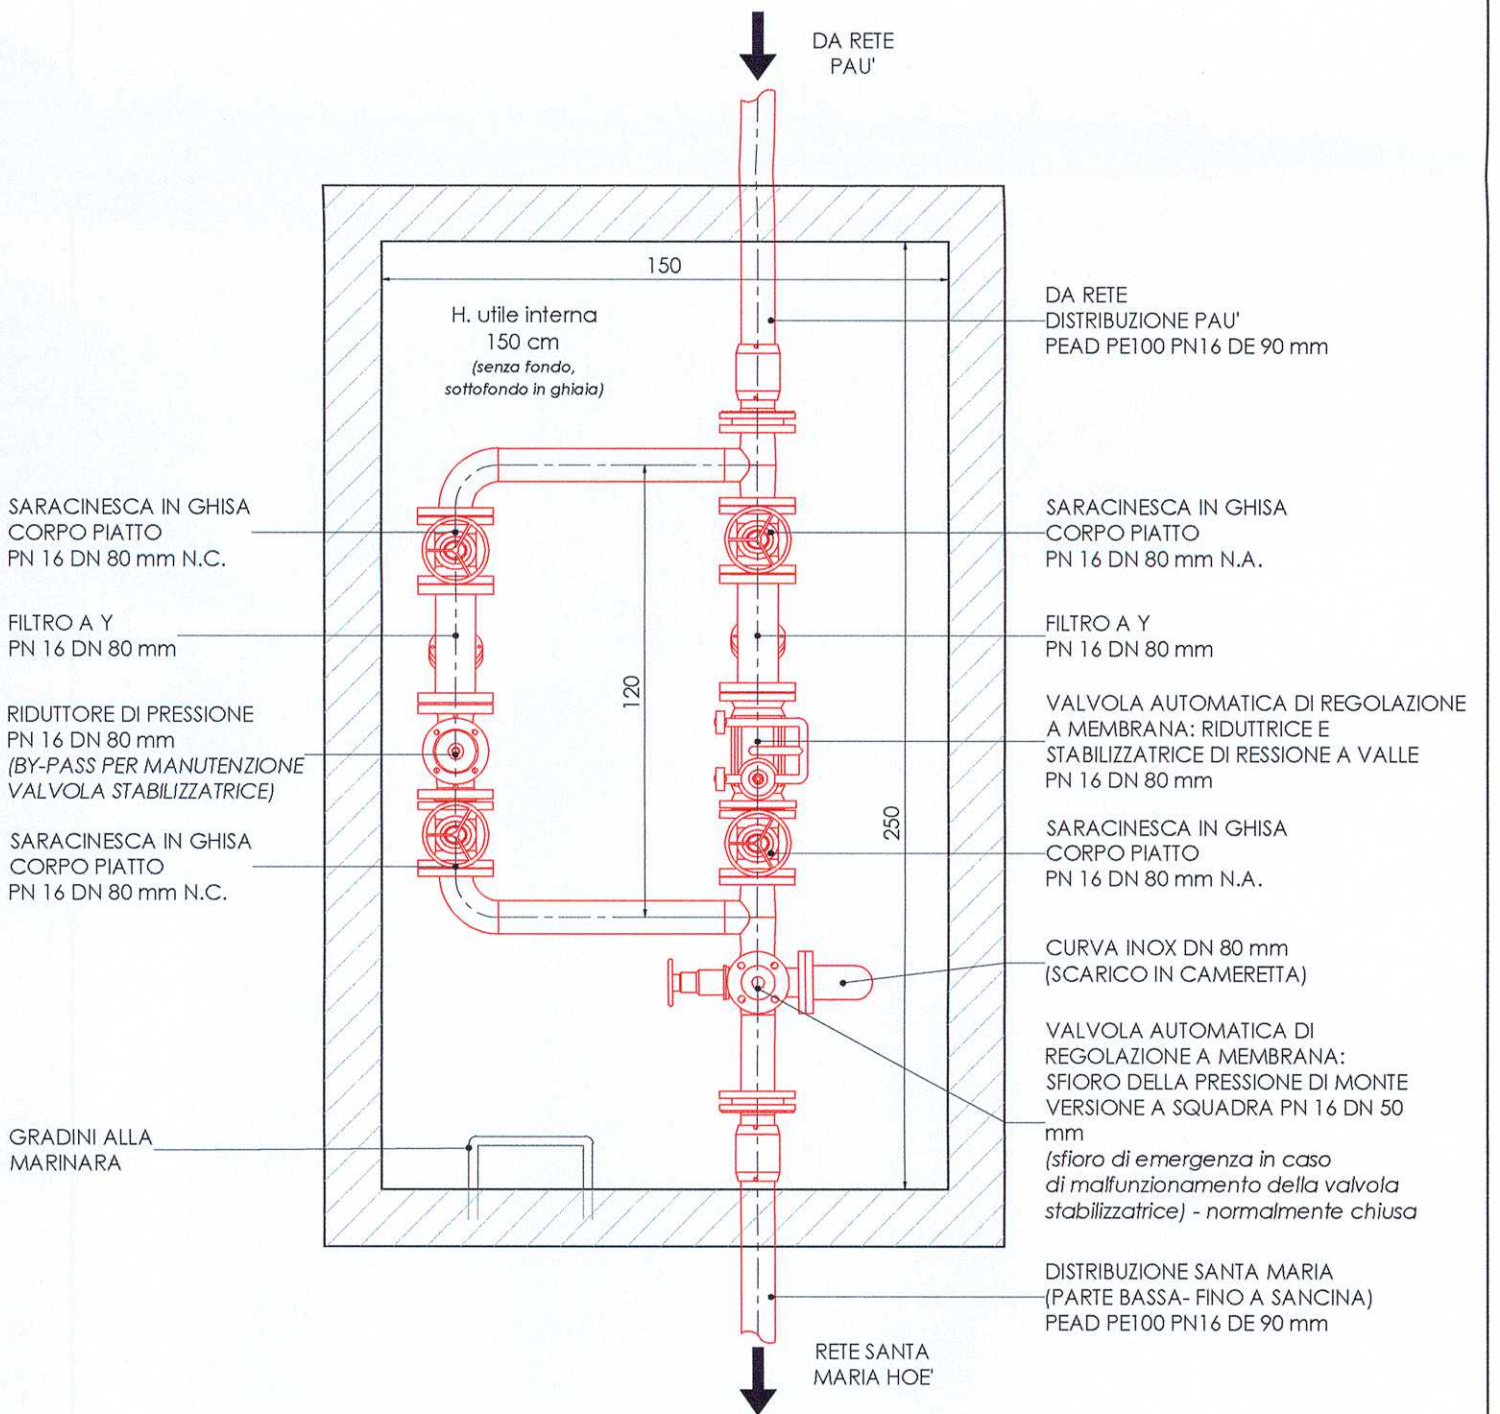 DA RETE
PAU'
150
H. utile interna
150 cm
(senza fondo,
sottofondo in ghiaia)
DA RETE
DISTRIBUZIONE PAU'
PEAD PE100 PN16 DE 90 mm
SARACINESCA IN GHISA
CORPO PIATTO
PN 16 DN 80 mm N.C.
FILTRO A Y
PN 16 DN 80 mm
RIDUTTORE DI PRESSIONE
PN 16 DN 80 mm
(BY-PASS PER MANUTENZIONE
VALVOLA STABILIZZATRICE)
SARACINESCA IN GHISA
CORPO PIATTO
PN 16 DN 80 mm N.C.
GRADINI ALLA
MARINARA
120
250
SARACINESCA IN GHISA
CORPO PIATTO
PN 16 DN 80 mm N.A.
FILTRO A Y
PN 16 DN 80 mm
VALVOLA AUTOMATICA DI REGOLAZIONE
A MEMBRANA: RIDUTTRICE E
STABILIZZATRICE DI RESSIONE A VALLE
PN 16 DN 80 mm
SARACINESCA IN GHISA
CORPO PIATTO
PN 16 DN 80 mm N.A.
CURVA INOX DN 80 mm
(SCARICO IN CAMERETTA)
VALVOLA AUTOMATICA DI
REGOLAZIONE A MEMBRANA:
SFIORO DELLA PRESSIONE DI MONTE
VERSIONE A SQUADRA PN 16 DN 50
mm
(sfioro di emergenza in caso
di malfunzionamento della valvola
stabilizzatrice) - normalmente chiusa
DISTRIBUZIONE SANTA MARIA
(PARTE BASSA- FINO A SANCINA)
PEAD PE100 PN16 DE 90 mm
RETE SANTA
MARIA HOE'